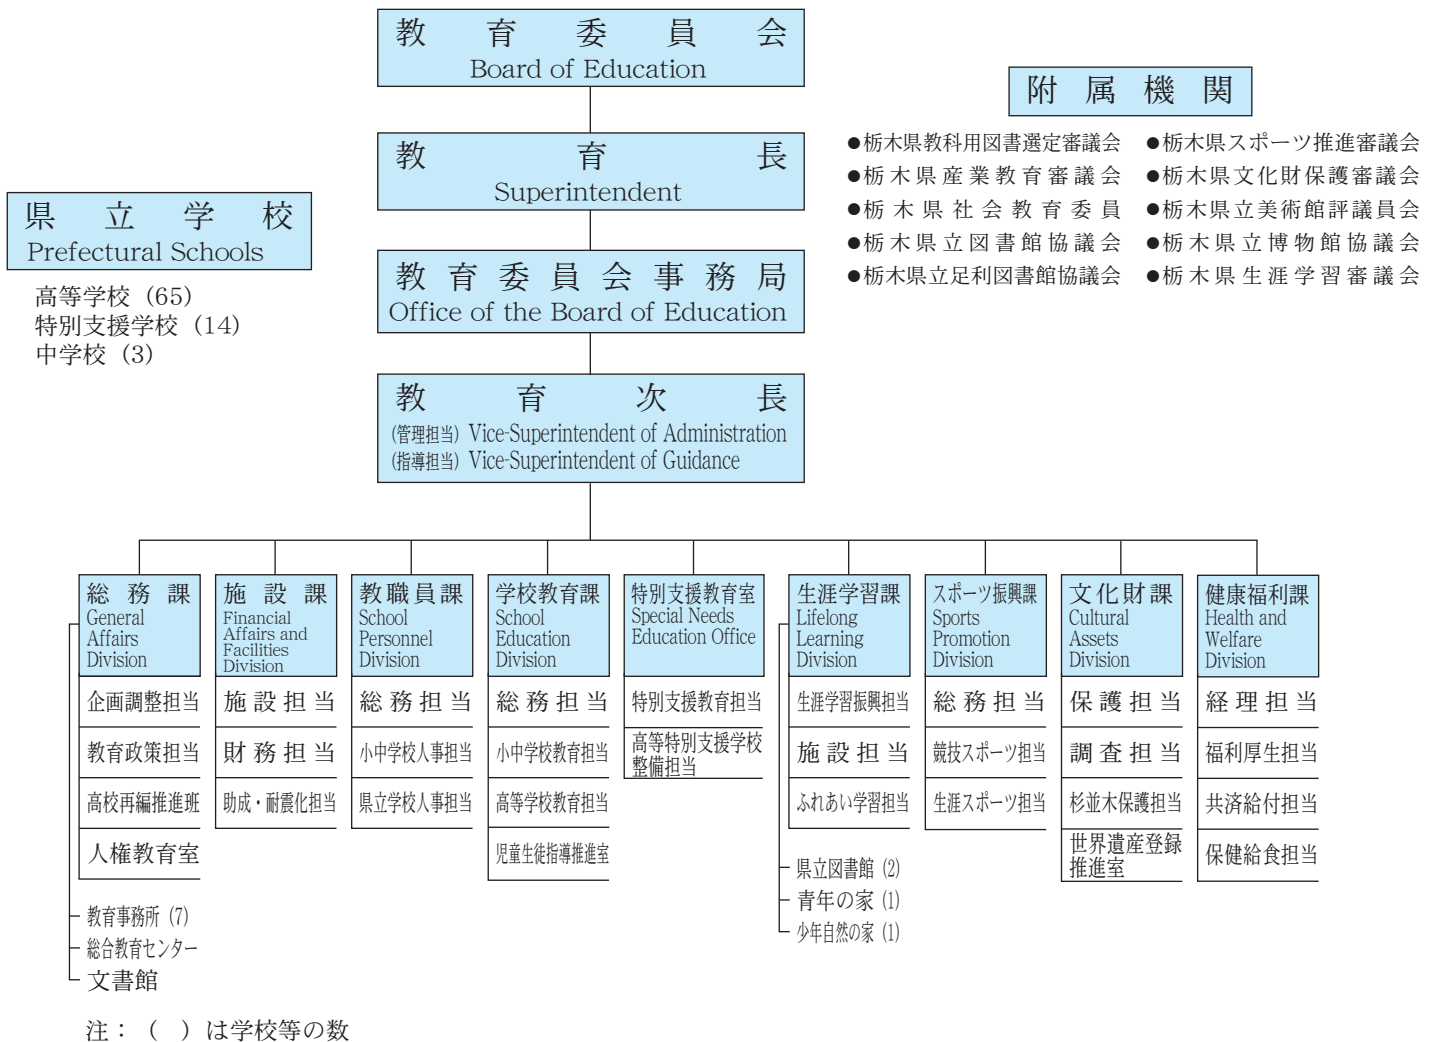 教育委員会
Board of Education
教育長
Superintendent
教育委員会事務局
Office of the Board of Education
教育次長
(管理担当) Vice-Superintendent of Administration
(指導担当) Vice-Superintendent of Guidance
県立学校
Prefectural Schools
高等学校 (65)
特別支援学校 (14)
中学校 (3)
附属機関
●栃木県教科用図書選定審議会
●栃木県産業教育審議会
●栃木県社会教育委員
●栃木県立図書館協議会
●栃木県立足利図書館協議会
●栃木県スポーツ推進審議会
●栃木県文化財保護審議会
●栃木県立美術館評議員会
●栃木県立博物館協議会
●栃木県生涯学習審議会
総務課
General
Affairs
Division
企画調整担当
教育政策担当
高校再編推進班
人権教育室
教育事務所 (7)
総合教育センター
文書館
施設課
Financial
Affairs and
Facilities
Division
施設担当
財務担当
助成・耐震化担当
教職員課
School
Personnel
Division
総務担当
小中学校人事担当
県立学校人事担当
学校教育課
School
Education
Division
総務担当
小中学校教育担当
高等学校教育担当
児童生徒指導推進室
特別支援教育室
Special Needs
Education Office
特別支援教育担当
高等特別支援学校
整備担当
生涯学習課
Lifelong
Learning
Division
生涯学習振興担当
施設担当
ふれあい学習担当
県立図書館 (2)
青年の家 (1)
少年自然の家 (1)
スポーツ振興課
Sports
Promotion
Division
総務担当
競技スポーツ担当
生涯スポーツ担当
文化財課
Cultural
Assets
Division
保護担当
調査担当
杉並木保護担当
世界遺産登録
推進室
健康福利課
Health and
Welfare
Division
経理担当
福利厚生担当
共済給付担当
保健給食担当
注：（　）は学校等の数